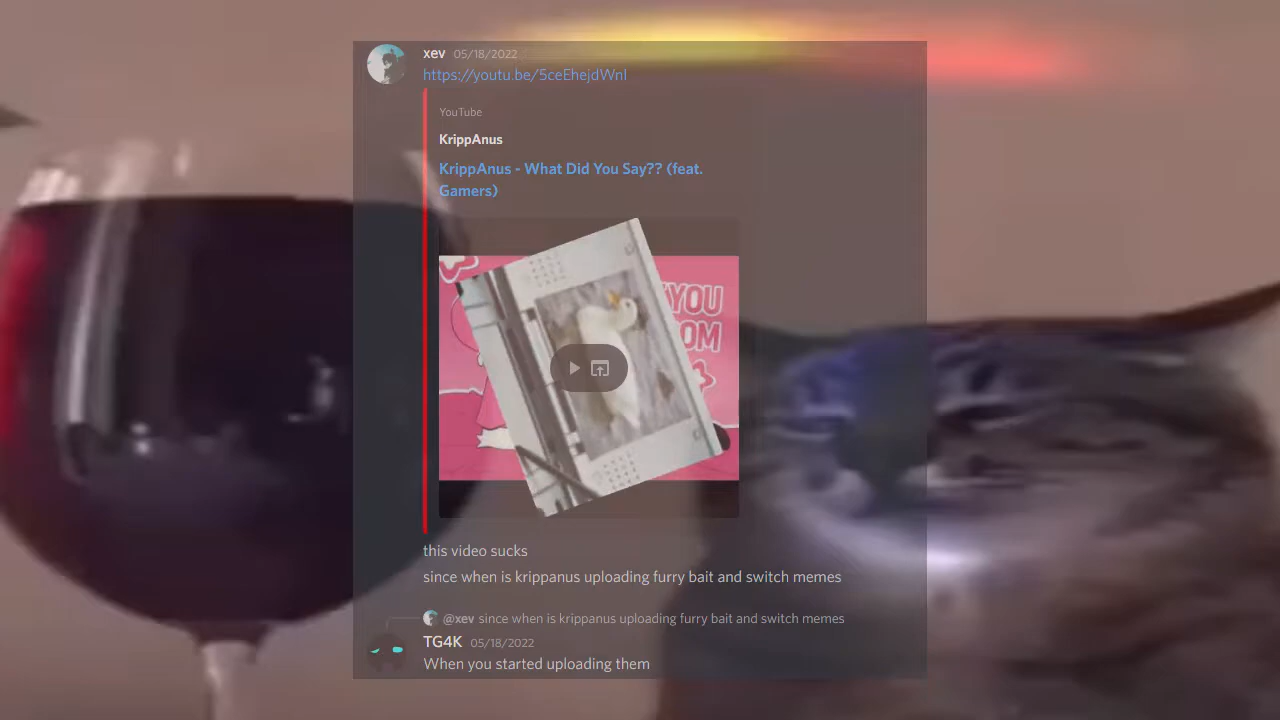 xev 05/18/2022
https://youtu.be/5ceEhejdWnI
YouTube
KrippAnus
KrippAnus - What Did You Say?? (feat.
Gamers)
YOU
OM
this video sucks
since when is krippanus uploading furry bait and switch memes
@xev since when is krippanus uploading furry bait and switch memes
TG4K 05/18/2022
When you started uploading them